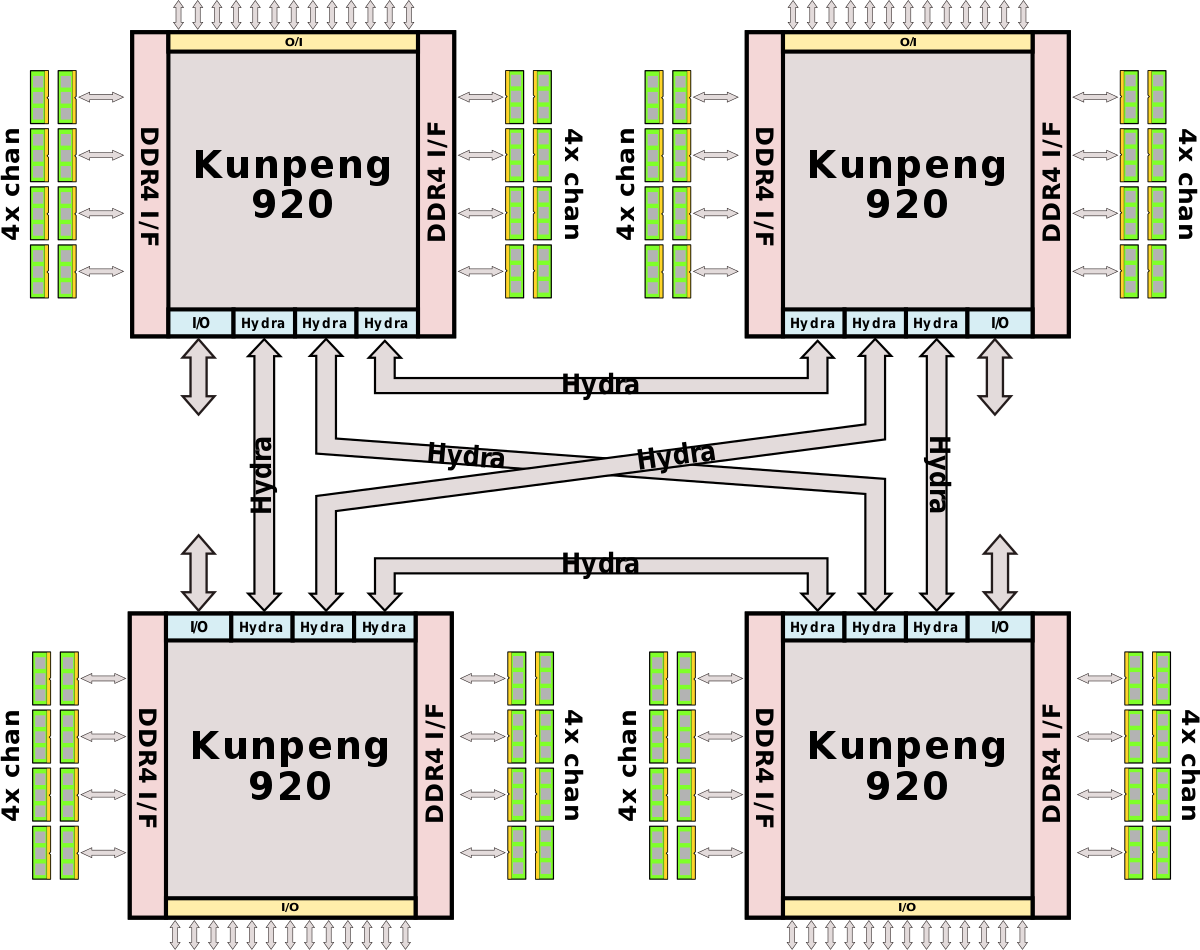 O/I
O/I
4x chan
DDR4 I/F
Kunpeng
920
DDR4 I/F
4x chan
4x chan
DDR4 I/F
Kunpeng
920
DDR4 I/F
4x chan
I/O
Hydra
Hydra
Hydra
Hydra
Hydra
Hydra
I/O
Hydra
Hydra
Hydra
Hydra
Hydra
Hydra
I/O
Hydra
Hydra
Hydra
Hydra
Hydra
Hydra
I/O
4x chan
DDR4 I/F
Kunpeng
920
DDR4 I/F
4x chan
4x chan
DDR4 I/F
Kunpeng
920
DDR4 I/F
4x chan
I/O
I/O